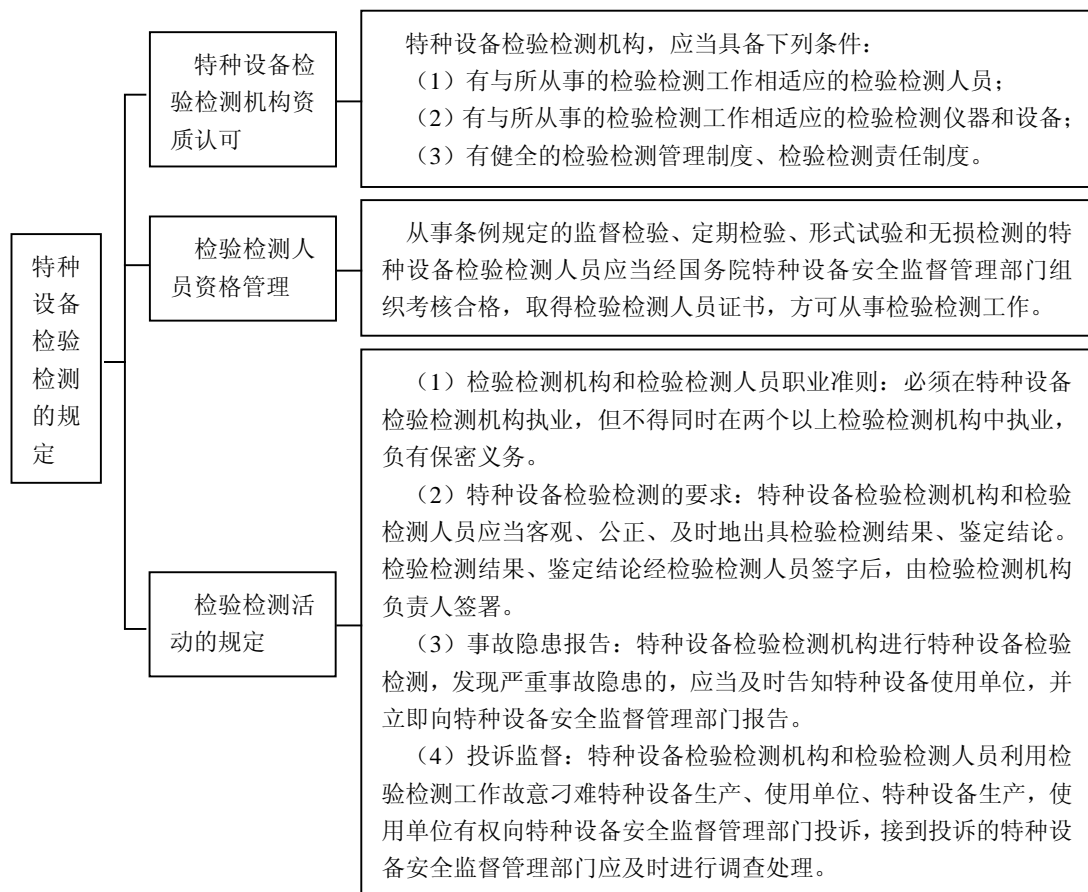 特种
设备
检验
检测
的规
定
特种设备检
验检测机构资
质认可
特种设备检验检测机构，应当具备下列条件：
（1）有与所从事的检验检测工作相适应的检验检测人员；
（2）有与所从事的检验检测工作相适应的检验检测仪器和设备；
（3）有健全的检验检测管理制度、检验检测责任制度。
检验检测人
员资格管理
从事条例规定的监督检验、定期检验、形式试验和无损检测的特
种设备检验检测人员应当经国务院特种设备安全监督管理部门组
织考核合格，取得检验检测人员证书，方可从事检验检测工作。
检验检测活
动的规定
（1）检验检测机构和检验检测人员职业准则：必须在特种设备
检验检测机构执业，但不得同时在两个以上检验检测机构中执业，
负有保密义务。
（2）特种设备检验检测的要求：特种设备检验检测机构和检验
检测人员应当客观、公正、及时地出具检验检测结果、鉴定结论。
检验检测结果、鉴定结论经检验检测人员签字后，由检验检测机构
负责人签署。
（3）事故隐患报告：特种设备检验检测机构进行特种设备检验
检测，发现严重事故隐患的，应当及时告知特种设备使用单位，并
立即向特种设备安全监督管理部门报告。
（4）投诉监督：特种设备检验检测机构和检验检测人员利用检
验检测工作故意刁难特种设备生产、使用单位、特种设备生产，使
用单位有权向特种设备安全监督管理部门投诉，接到投诉的特种设
备安全监督管理部门应及时进行调查处理。